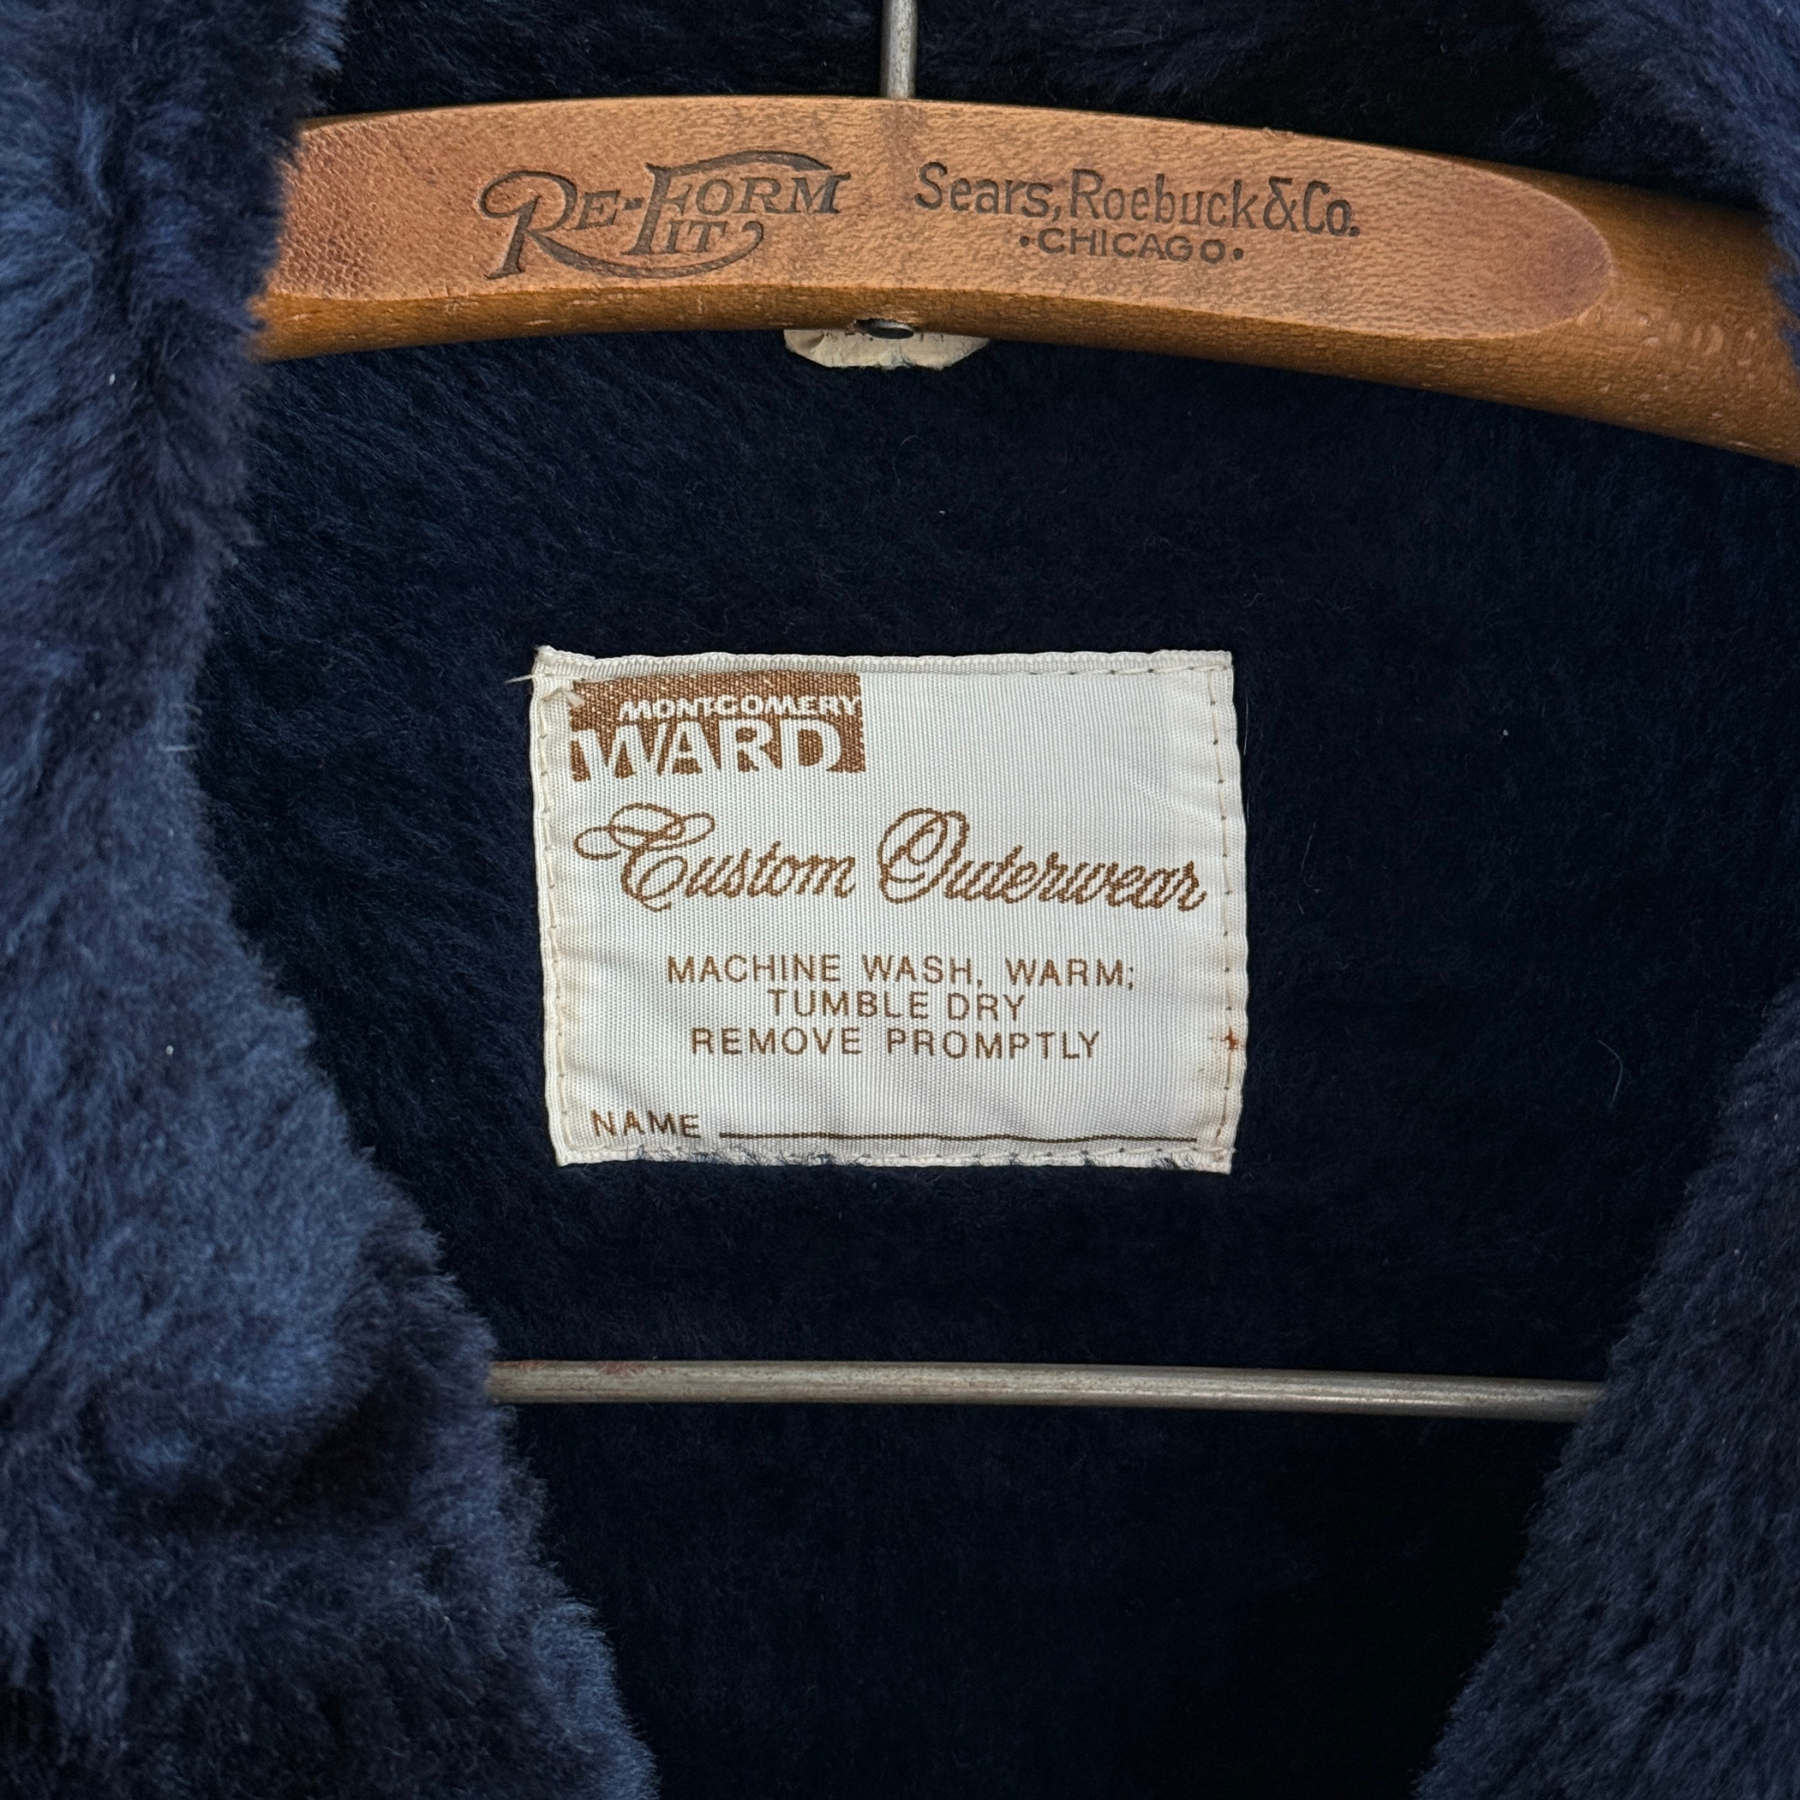 RE-FORM
FIT
Sears, Roebuck & Co.
• CHICAGO •
MONTGOMERY
WARD
Custom Outerwear
MACHINE WASH, WARM;
TUMBLE DRY
REMOVE PROMPTLY
NAME